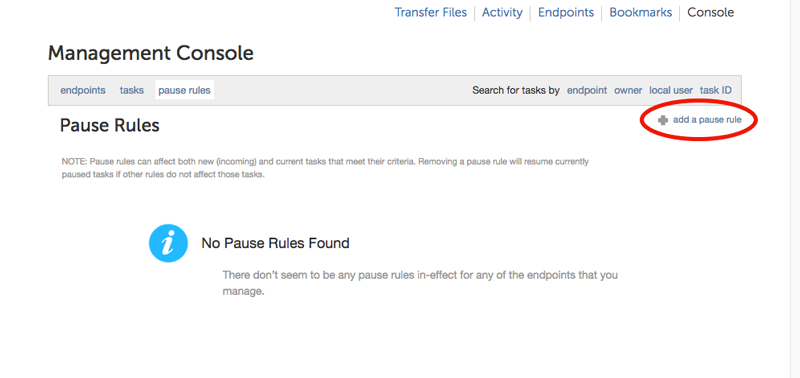 Transfer Files Activity Endpoints Bookmarks Console
Management Console
endpoints tasks pause rules Search for tasks by endpoint owner local user task ID
Pause Rules add a pause rule
NOTE: Pause rules can affect both new (incoming) and current tasks that meet their criteria. Removing a pause rule will resume currently
paused tasks if other rules do not affect those tasks.
No Pause Rules Found
There don't seem to be any pause rules in-effect for any of the endpoints that you
manage.